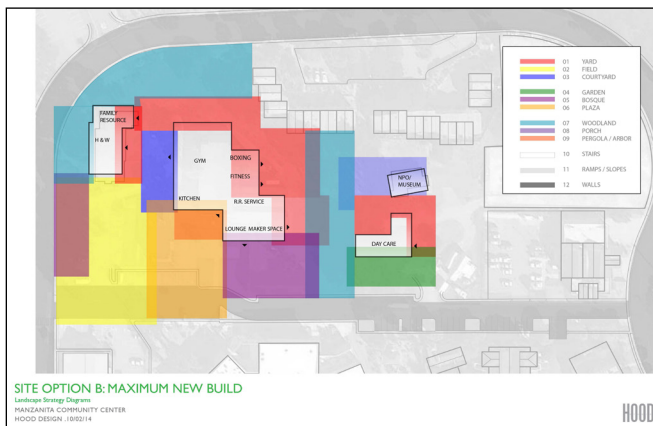 FAMILY
RESOURCE
H & W
GYM
BOXING
FITNESS
KITCHEN
R.R. SERVICE
LOUNGE MAKER SPACE
NPO/
MUSEUM
DAY CARE
01 YARD
02 FIELD
03 COURTYARD
04 GARDEN
05 BOSQUE
06 PLAZA
07 WOODLAND
08 PORCH
09 PERGOLA / ARBOR
10 STAIRS
11 RAMPS / SLOPES
12 WALLS
SITE OPTION B: MAXIMUM NEW BUILD
Landscape Strategy Diagrams
MANZANITA COMMUNITY CENTER
HOOD DESIGN .10/02/14
HOOD